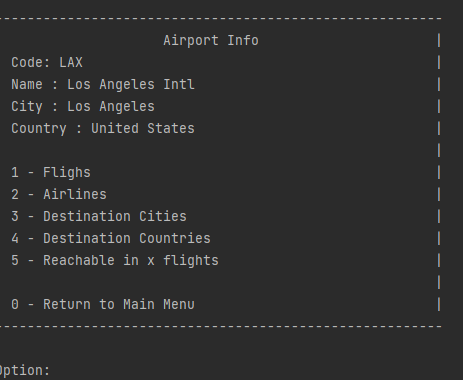 -------------------------------------------------------
Airport Info |
Code: LAX |
Name : Los Angeles Intl |
City : Los Angeles |
Country : United States |
|
1 - Flighs |
2 - Airlines |
3 - Destination Cities |
4 - Destination Countries |
5 - Reachable in x flights |
|
0 - Return to Main Menu |
-------------------------------------------------------
Option: